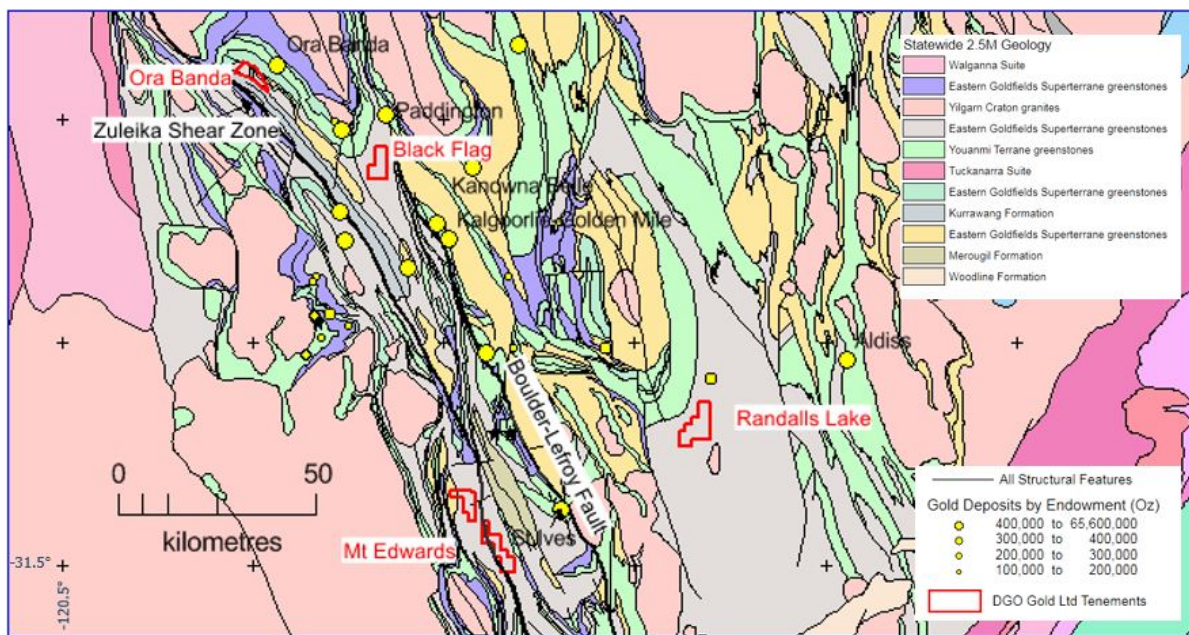 Ora Banda
Ora Banda
Zuleika Shear Zone
Paddington
Black Flag
Kanowna Belle
Kalgoorlie-Golden Mile
Boulder-Lefroy Fault
Aldiss
Randalls Lake
Mt Edwards
St Ives
0 50
kilometres
-31.5°
-120.5°
Statewide 2.5M Geology
Walganna Suite
Eastern Goldfields Superterrane greenstones
Yilgarn Craton granites
Eastern Goldfields Superterrane greenstones
Youanmi Terrane greenstones
Tuckanarra Suite
Eastern Goldfields Superterrane greenstones
Kurrawang Formation
Eastern Goldfields Superterrane greenstones
Merougil Formation
Woodline Formation
All Structural Features
Gold Deposits by Endowment (Oz)
400,000 to 65,600,000
300,000 to 400,000
200,000 to 300,000
100,000 to 200,000
DGO Gold Ltd Tenements